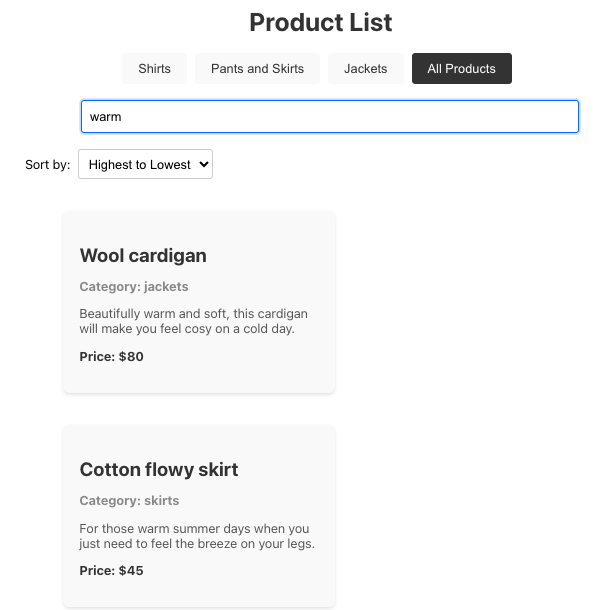 Product List
Shirts Pants and Skirts Jackets All Products
warm
Sort by: Highest to Lowest
Wool cardigan
Category: jackets
Beautifully warm and soft, this cardigan
will make you feel cosy on a cold day.
Price: $80
Cotton flowy skirt
Category: skirts
For those warm summer days when you
just need to feel the breeze on your legs.
Price: $45